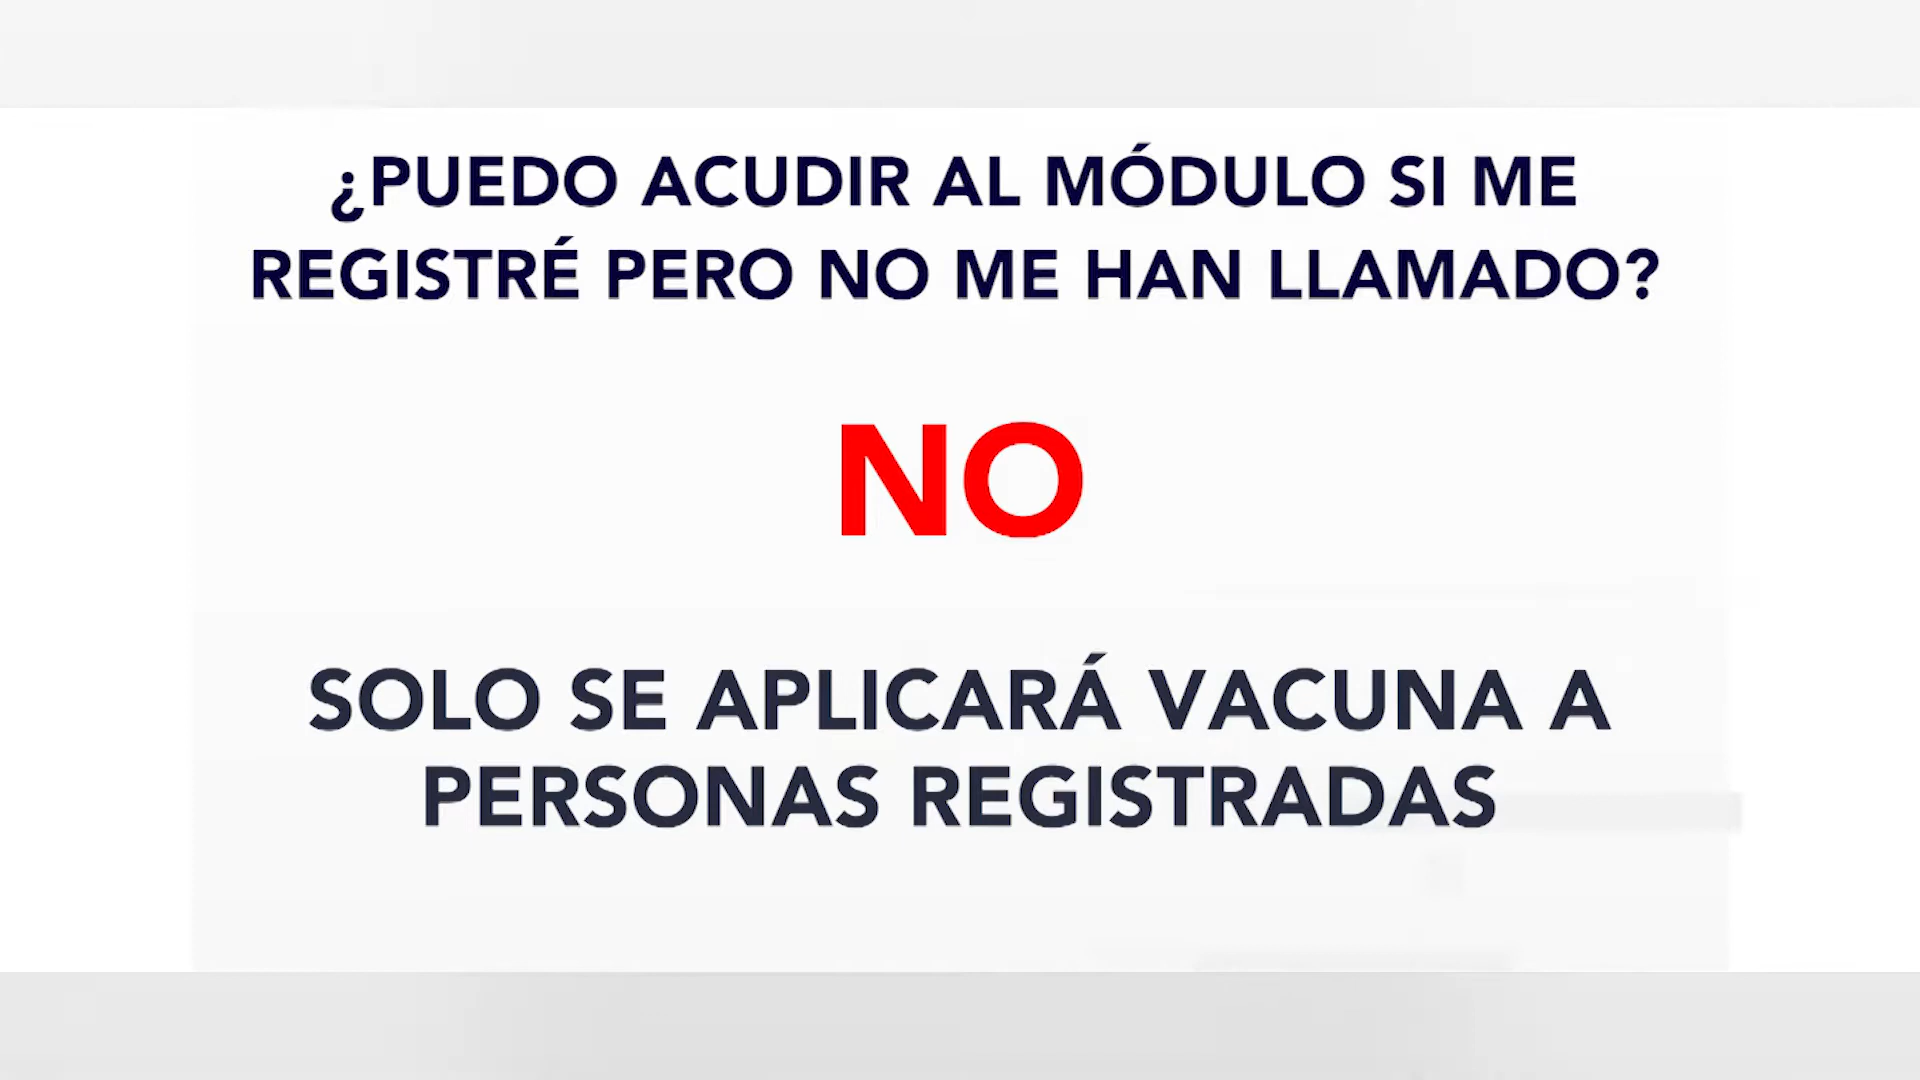 ¿PUEDO ACUDIR AL MÓDULO SI ME
REGISTRÉ PERO NO ME HAN LLAMADO?
NO
SOLO SE APLICARÁ VACUNA A
PERSONAS REGISTRADAS